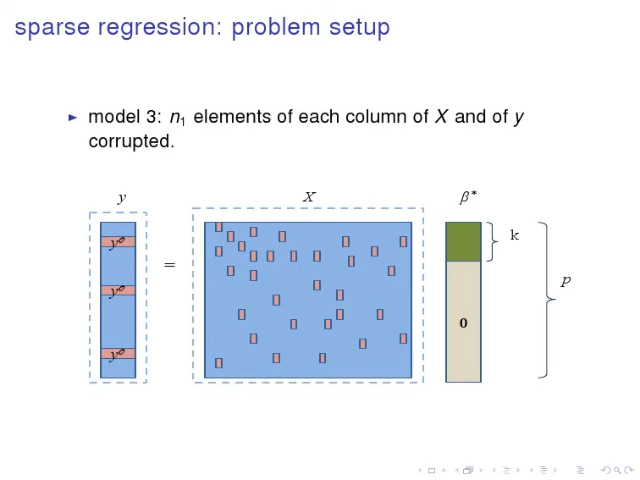 sparse regression: problem setup
model 3: n₁ elements of each column of X and of y
corrupted.
y X β*
k
=
p
0